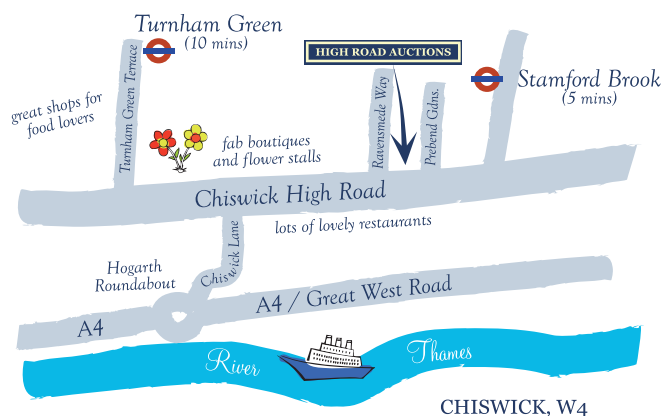 Turnham Green
(10 mins)
HIGH ROAD AUCTIONS
Stamford Brook
(5 mins)
great shops for
food lovers
Turnham Green Terrace
fab boutiques
and flower stalls
Ravensmede Way
Prebend Gdns.
Chiswick High Road
lots of lovely restaurants
Chiswick Lane
Hogarth
Roundabout
A4 / Great West Road
A4
River Thames
CHISWICK, W4